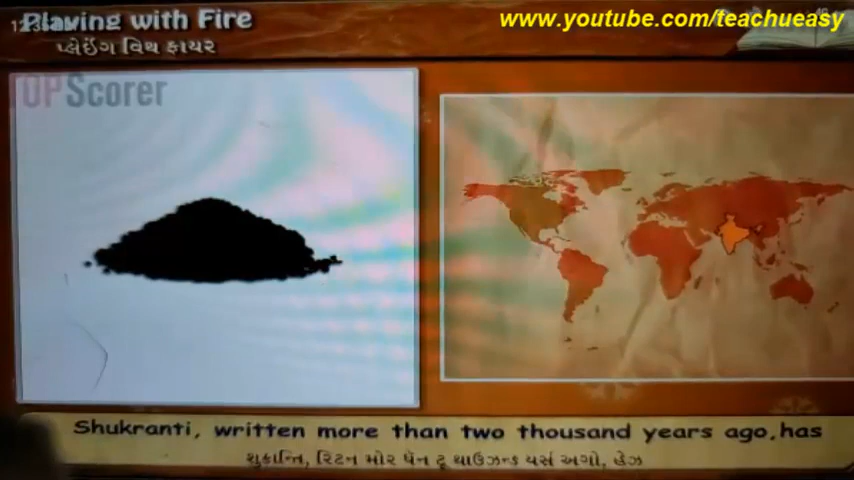 www.youtube.com/teachueasy
Playing with Fire
પ્લેઈંગ વિથ ફાયર
TOPScorer
Shukranti, written more than two thousand years ago, has
શુક્રાન્તિ, રિટન મોર ધૅન ટૂ થાઉઝન્ડ યર્સ અગો, હેઝ